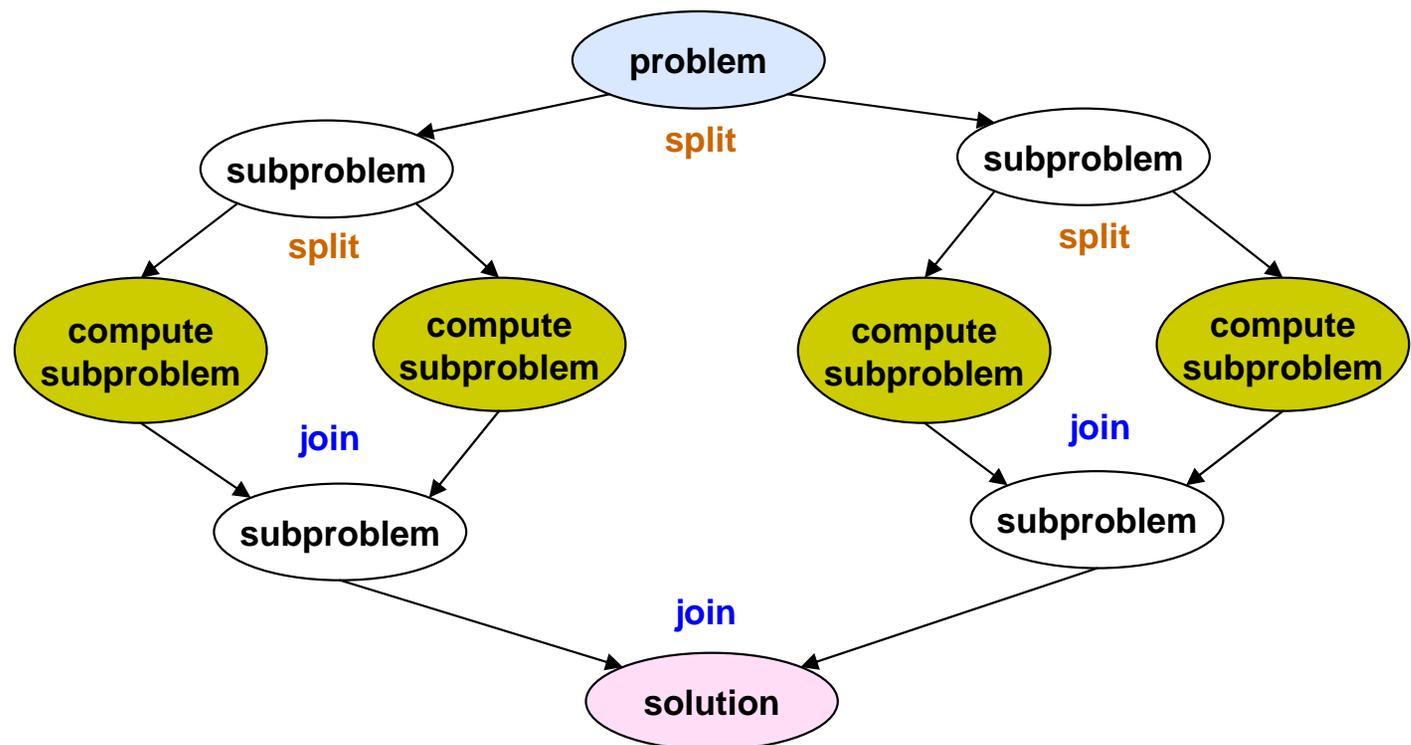 problem
split
subproblem
subproblem
split
split
compute
subproblem
compute
subproblem
compute
subproblem
compute
subproblem
join
join
subproblem
subproblem
join
solution